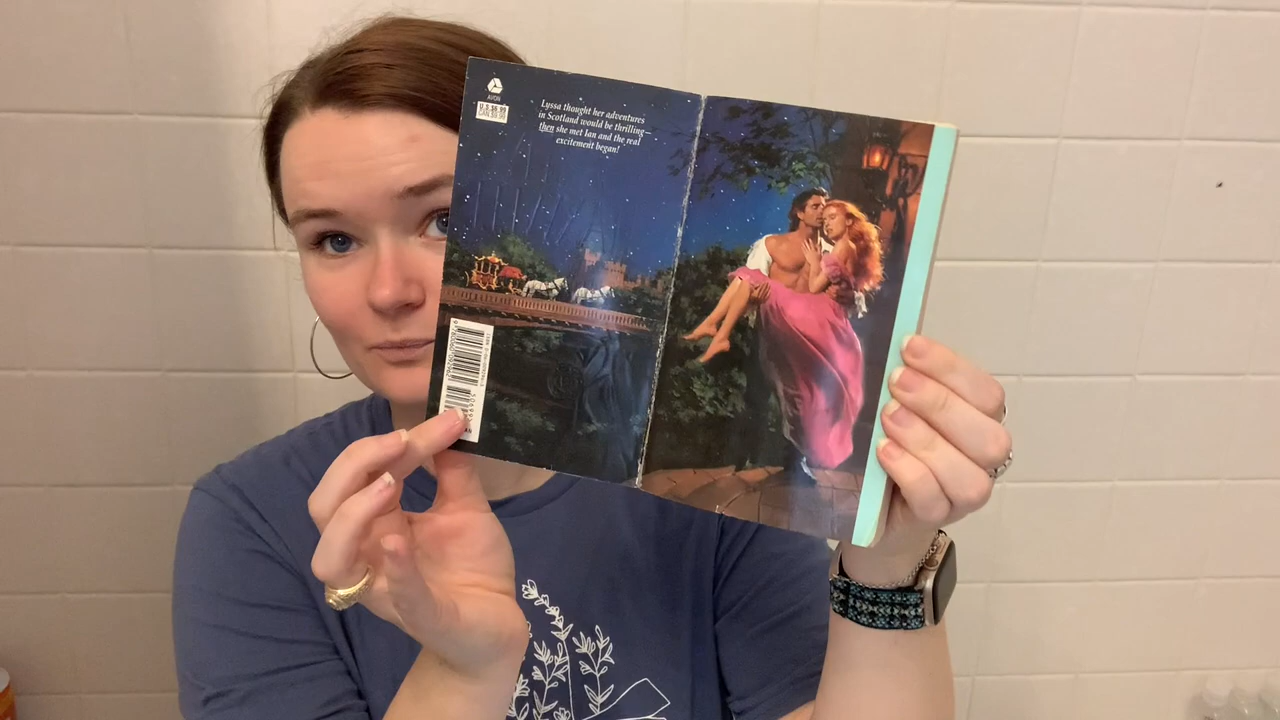 AVON
U.S. $6.99
CAN. $9.99
Lyssa thought her adventures
in Scotland would be thrilling—
then she met Ian and the real
excitement began!